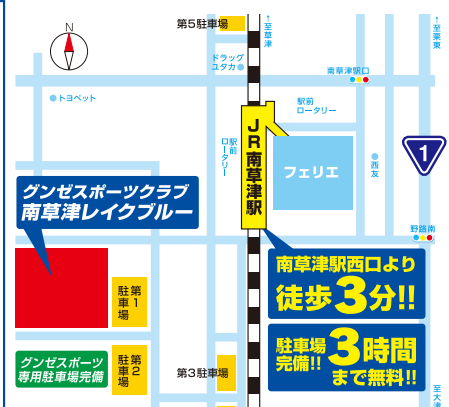 第5駐車場
↑至草津
↑至栗東
N
ドラッグ
ユタカ
南草津駅口
トヨペット
駅前
ロータリー
駅前
ロータリー
JR南草津駅
フェリエ
西友
1
グンゼスポーツクラブ
南草津レイクブルー
野路南
南草津駅西口より
徒歩3分!!
第1
駐車場
駐車場
完備!!
3時間
まで無料!!
グンゼスポーツ
専用駐車場完備
第2
駐車場
第3駐車場
至大津